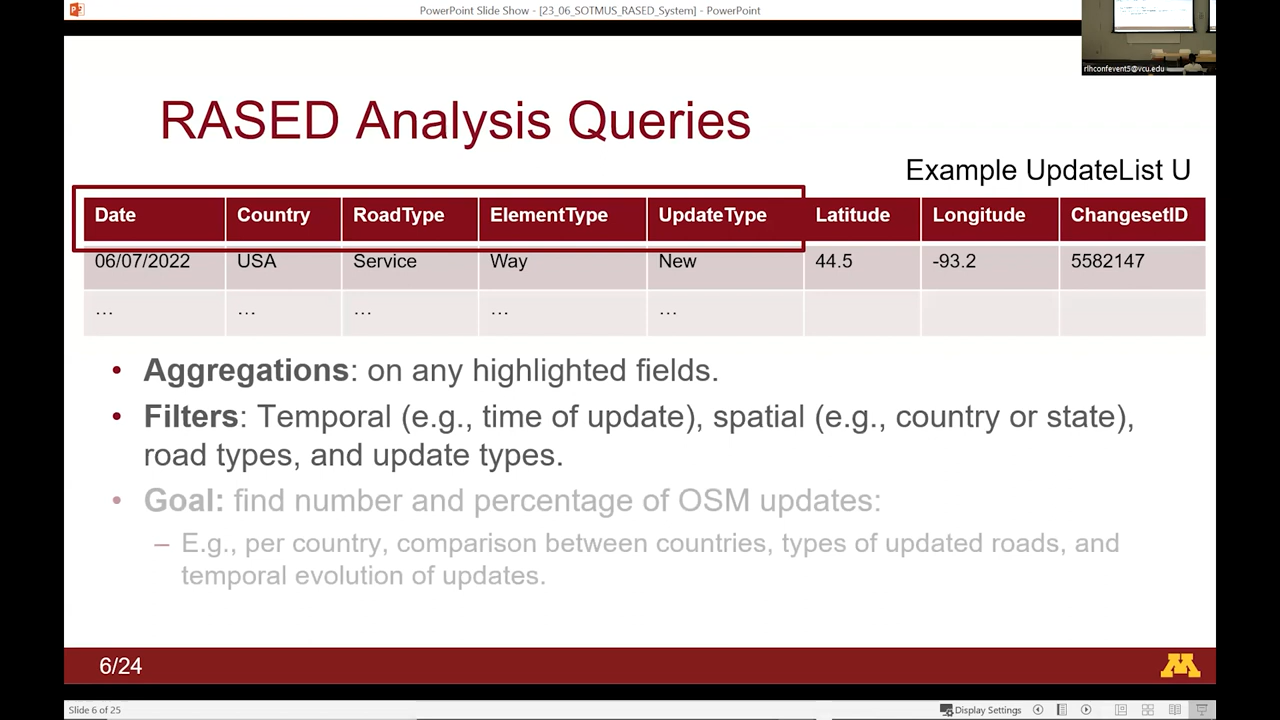 PowerPoint Slide Show - [23_06_SOTMUS_RASED_System] - PowerPoint
rlhconfevent5@vcu.edu
RASED Analysis Queries
Example UpdateList U
Date Country RoadType ElementType UpdateType Latitude Longitude ChangesetID
06/07/2022 USA Service Way New 44.5 -93.2 5582147
… … … … …
• Aggregations: on any highlighted fields.
• Filters: Temporal (e.g., time of update), spatial (e.g., country or state),
road types, and update types.
• Goal: find number and percentage of OSM updates:
– E.g., per country, comparison between countries, types of updated roads, and
temporal evolution of updates.
6/24
M
Slide 6 of 25
Display Settings